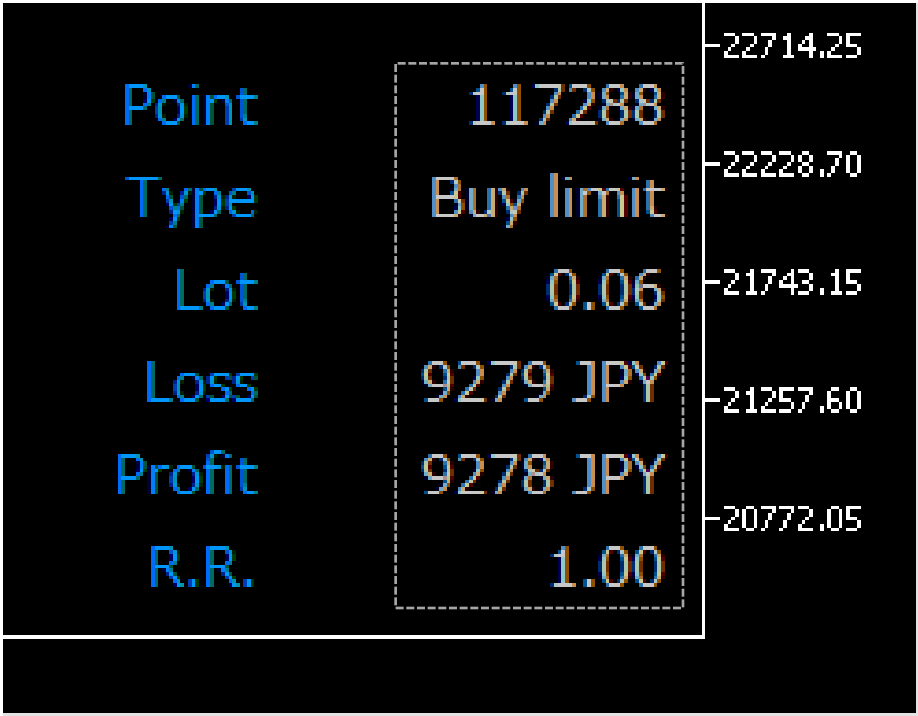 Point 117288
Type Buy limit
Lot 0.06
Loss 9279 JPY
Profit 9278 JPY
R.R. 1.00
22714.25
22228.70
21743.15
21257.60
20772.05